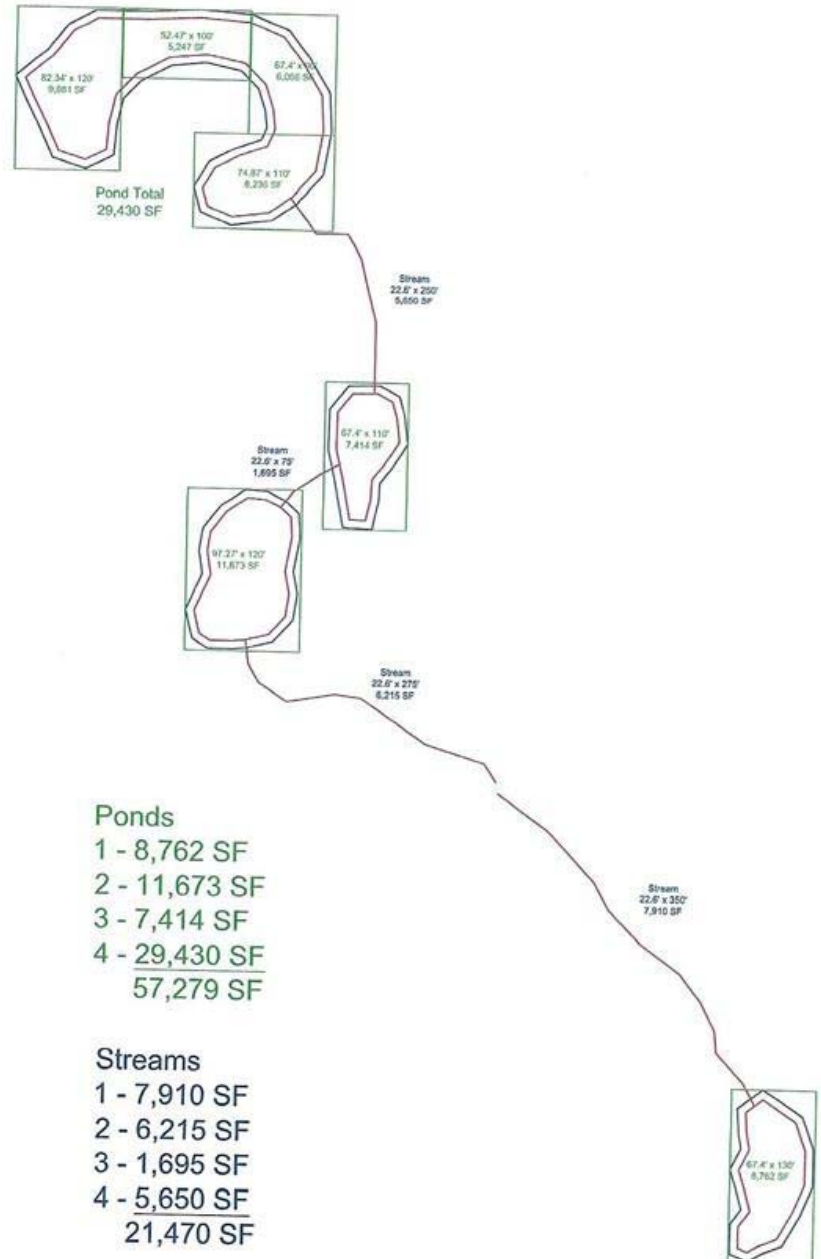 52.47' x 100'
5,247 SF
82.34' x 120'
9,881 SF
67.4' x 90'
6,066 SF
74.87' x 110'
8,236 SF
Pond Total
29,430 SF
Stream
22.6' x 250'
5,650 SF
67.4' x 110'
7,414 SF
Stream
22.6' x 75'
1,695 SF
97.27' x 120'
11,673 SF
Stream
22.6' x 275'
6,215 SF
Ponds
1 - 8,762 SF
2 - 11,673 SF
3 - 7,414 SF
4 - 29,430 SF
57,279 SF
Stream
22.6' x 350'
7,910 SF
Streams
1 - 7,910 SF
2 - 6,215 SF
3 - 1,695 SF
4 - 5,650 SF
21,470 SF
67.4' x 130'
8,762 SF